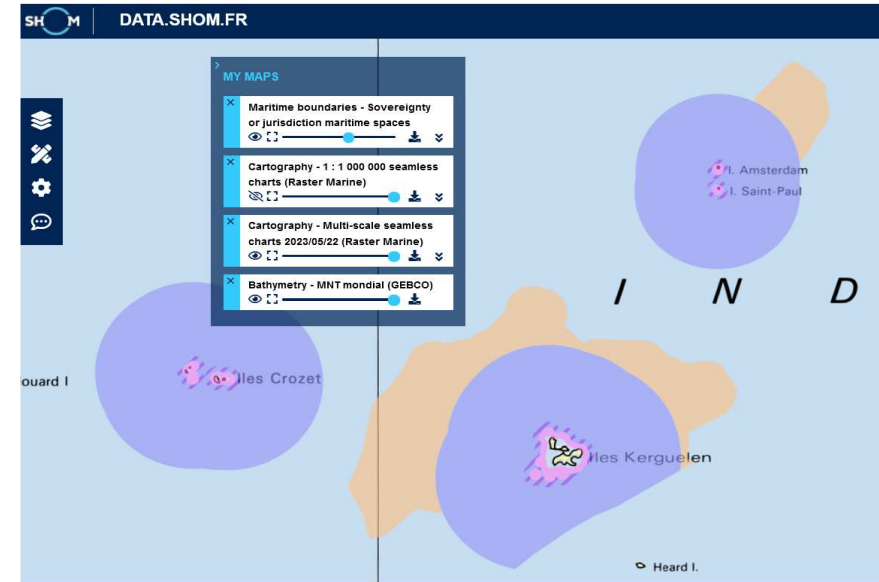 SHOM
DATA.SHOM.FR
MY MAPS
Maritime boundaries - Sovereignty
or jurisdiction maritime spaces
Cartography - 1 : 1 000 000 seamless
charts (Raster Marine)
Cartography - Multi-scale seamless
charts 2023/05/22 (Raster Marine)
Bathymetry - MNT mondial (GEBCO)
I. Amsterdam
I. Saint-Paul
I N D
ouard I
Iles Crozet
Iles Kerguelen
Heard I.